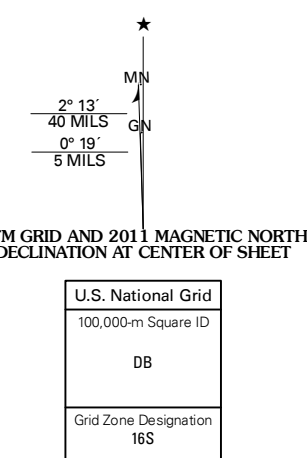 ★
MN
2° 13´
40 MILS
GN
0° 19´
5 MILS
GRID AND 2011 MAGNETIC NORTH
DECLINATION AT CENTER OF SHEET
U.S. National Grid
100,000-m Square ID
DB
Grid Zone Designation
16S